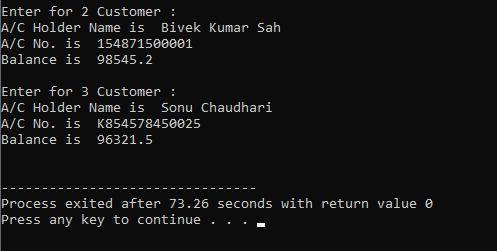 Enter for 2 Customer :
A/C Holder Name is  Bivek Kumar Sah
A/C No. is  154871500001
Balance is  98545.2
Enter for 3 Customer :
A/C Holder Name is  Sonu Chaudhari
A/C No. is  K854578450025
Balance is  96321.5
--------------------------------
Process exited after 73.26 seconds with return value 0
Press any key to continue . . .